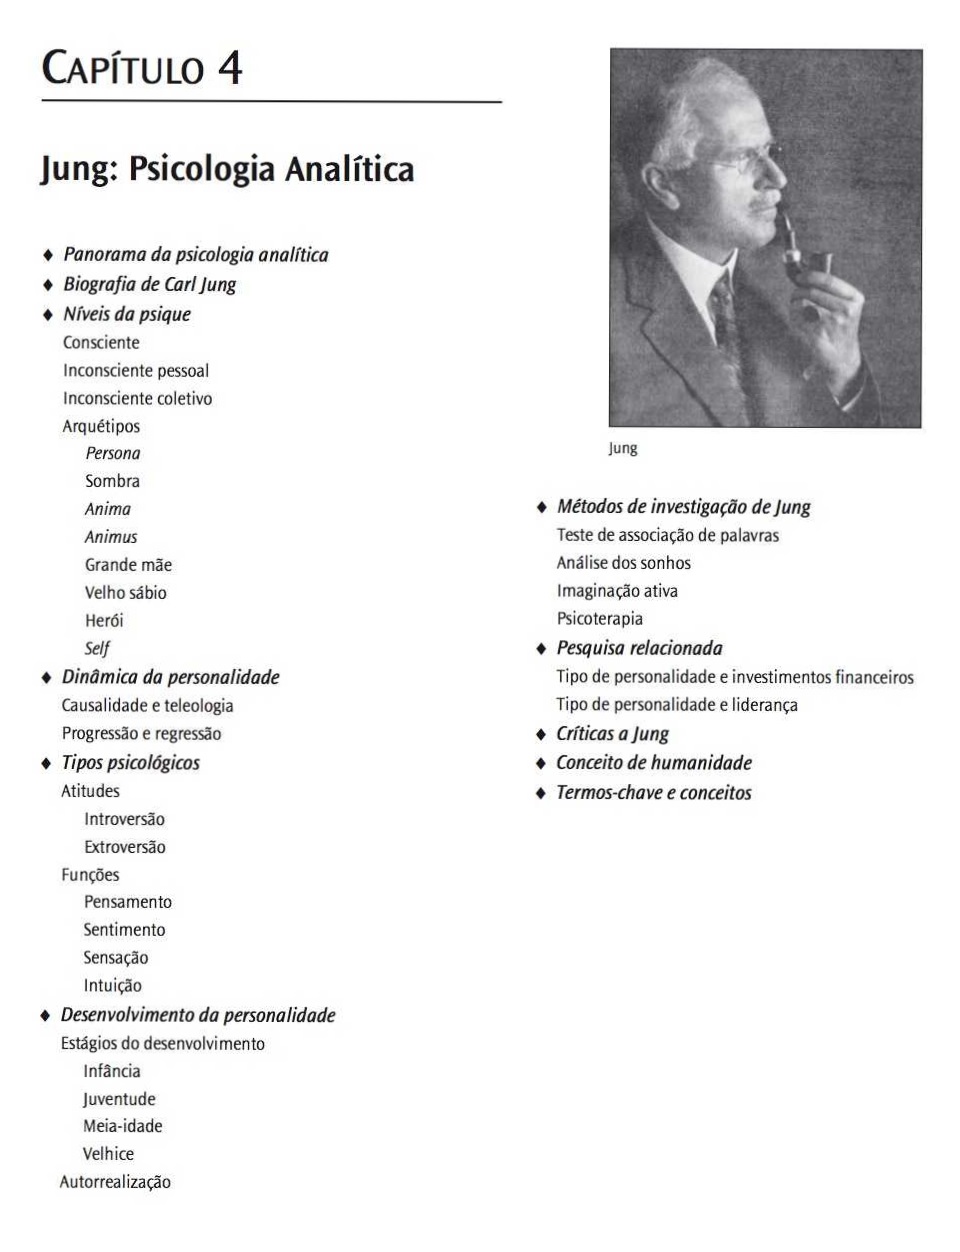 CAPÍTULO 4
Jung: Psicologia Analítica
♦ Panorama da psicologia analítica
♦ Biografia de Carl Jung
♦ Níveis da psique
Consciente
Inconsciente pessoal
Inconsciente coletivo
Arquétipos
Persona
Sombra
Anima
Animus
Grande mãe
Velho sábio
Herói
Self
♦ Dinâmica da personalidade
Causalidade e teleologia
Progressão e regressão
♦ Tipos psicológicos
Atitudes
Introversão
Extroversão
Funções
Pensamento
Sentimento
Sensação
Intuição
♦ Desenvolvimento da personalidade
Estágios do desenvolvimento
Infância
Juventude
Meia-idade
Velhice
Autorrealização
Jung
♦ Métodos de investigação de Jung
Teste de associação de palavras
Análise dos sonhos
Imaginação ativa
Psicoterapia
♦ Pesquisa relacionada
Tipo de personalidade e investimentos financeiros
Tipo de personalidade e liderança
♦ Críticas a Jung
♦ Conceito de humanidade
♦ Termos-chave e conceitos